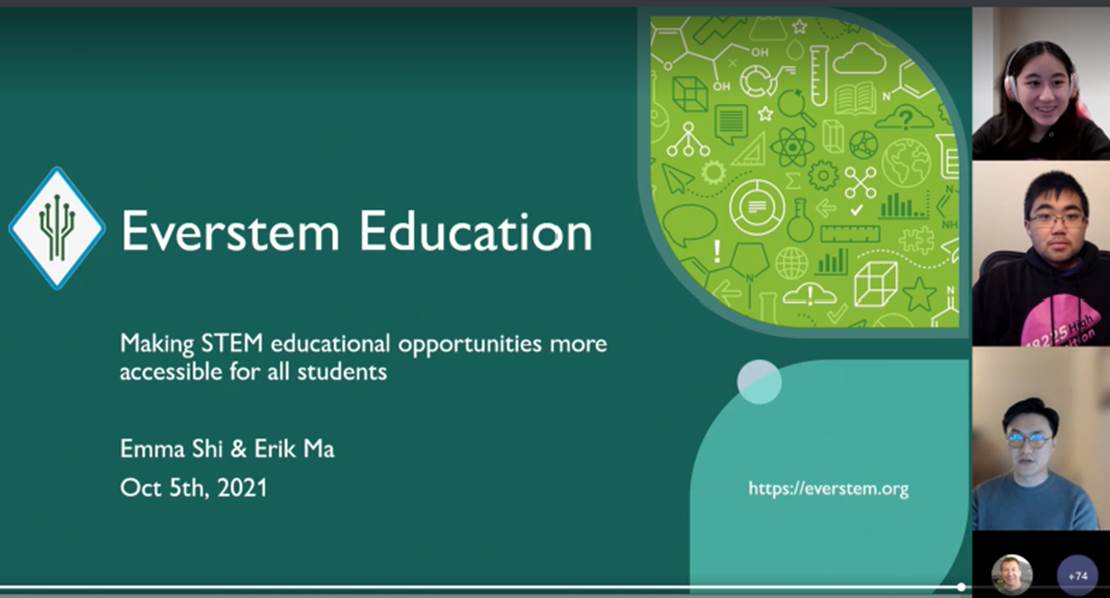 Everstem Education
Making STEM educational opportunities more
accessible for all students
Emma Shi & Erik Ma
Oct 5th, 2021
https://everstem.org
OH
OH
O
N
N
NH
N
N
?
!
!
Σ
High
+74